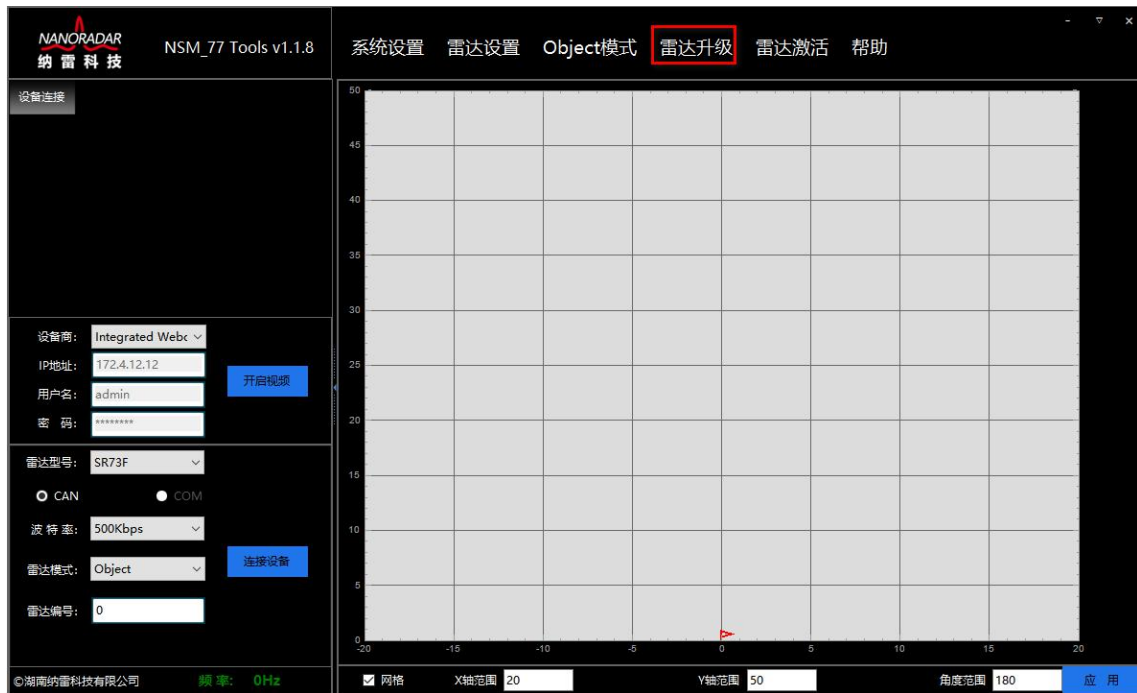 NANORADAR
纳雷科技
NSM_77 Tools v1.1.8
系统设置 雷达设置 Object模式 雷达升级 雷达激活 帮助
设备连接
50
45
40
35
30
25
20
15
10
5
0
-20 -15 -10 -5 0 5 10 15 20
设备商: Integrated Webc
IP地址: 172.4.12.12
用户名: admin
密 码: ********
开启视频
雷达型号: SR73F
CAN COM
波特率: 500Kbps
雷达模式: Object
连接设备
雷达编号: 0
©湖南纳雷科技有限公司 频率: 0Hz
网格 X轴范围 20 Y轴范围 50 角度范围 180 应 用